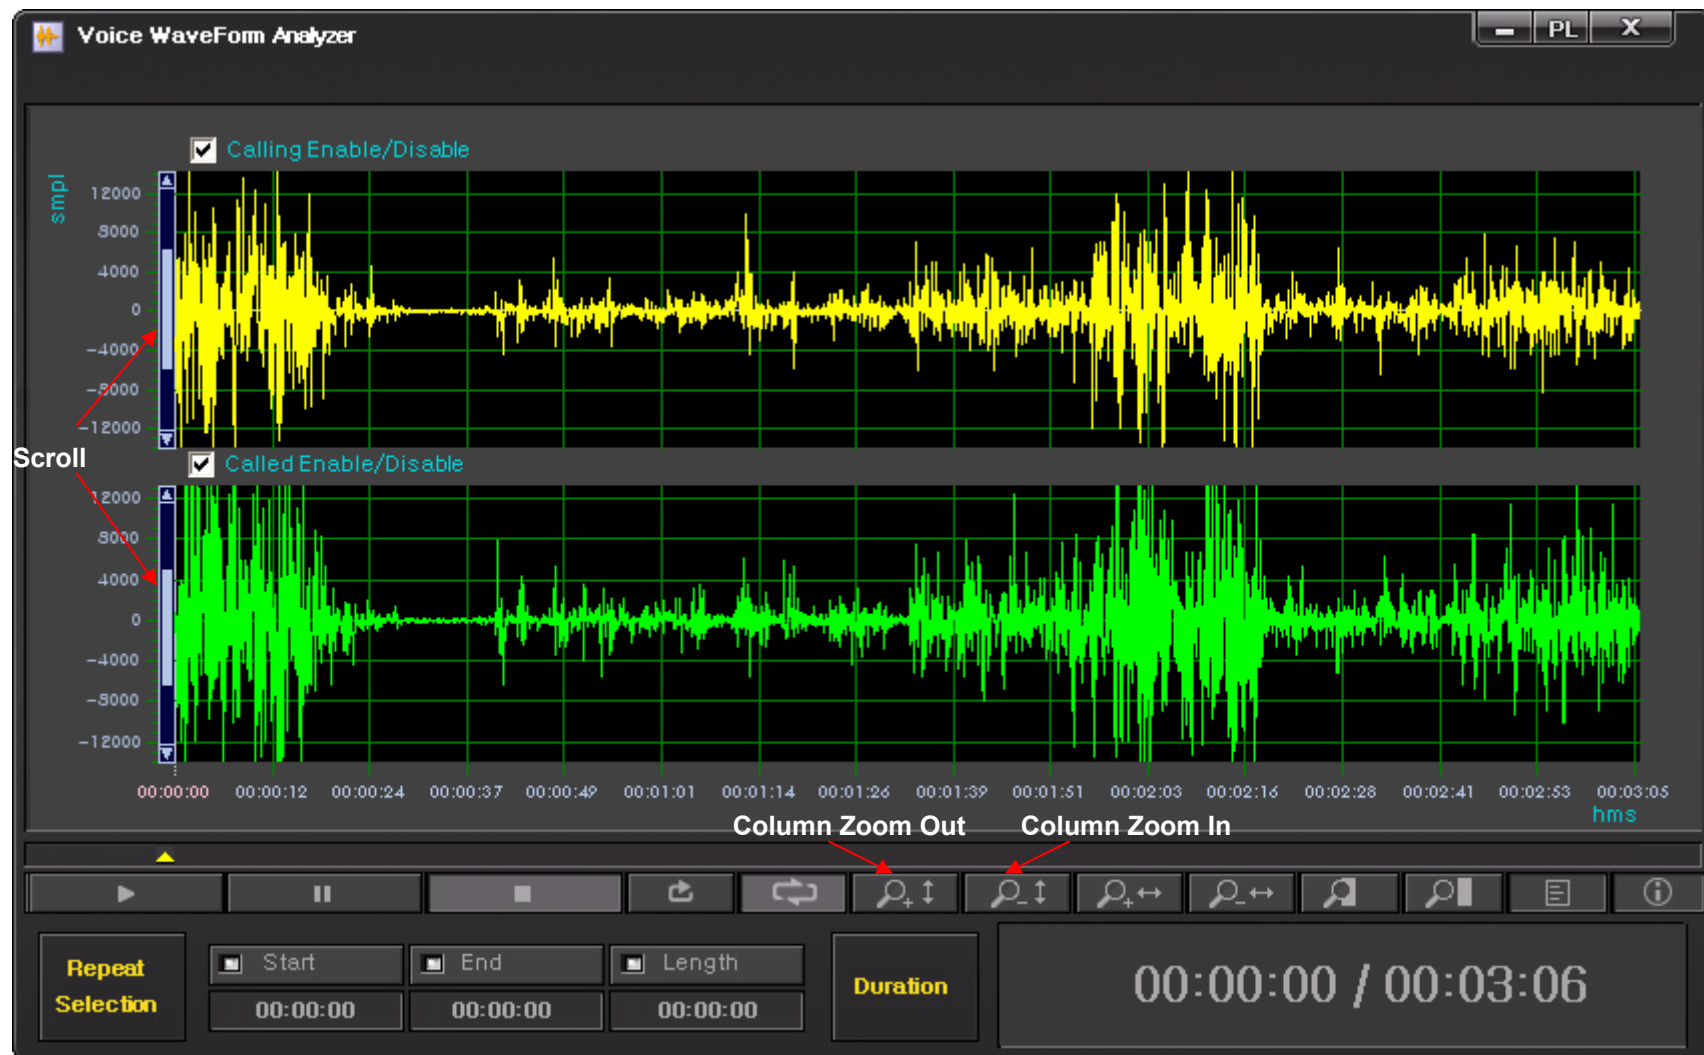 Voice WaveForm Analyzer
PL X
Calling Enable/Disable
smpl
12000
8000
4000
0
-4000
-8000
-12000
Scroll
Called Enable/Disable
12000
8000
4000
0
-4000
-8000
-12000
00:00:00 00:00:12 00:00:24 00:00:37 00:00:49 00:01:01 00:01:14 00:01:26 00:01:39 00:01:51 00:02:03 00:02:16 00:02:28 00:02:41 00:02:53 00:03:05
hms
Column Zoom Out Column Zoom In
Repeat Selection
Start End Length
00:00:00 00:00:00 00:00:00
Duration
00:00:00 / 00:03:06